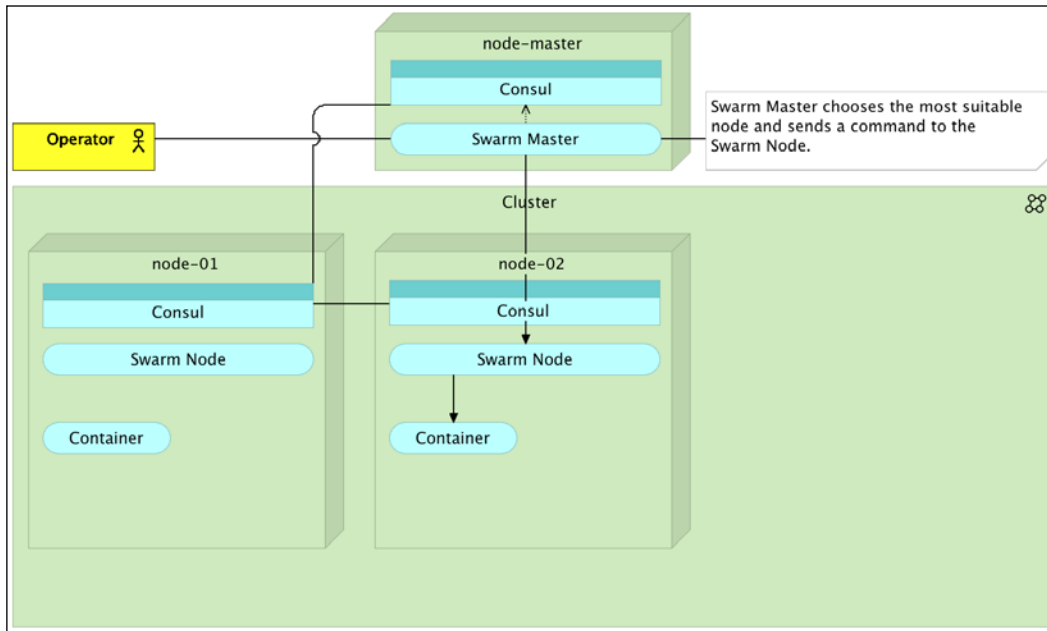 node-master
Consul
Swarm Master
Operator
Swarm Master chooses the most suitable
node and sends a command to the
Swarm Node.
Cluster
node-01
Consul
Swarm Node
Container
node-02
Consul
Swarm Node
Container